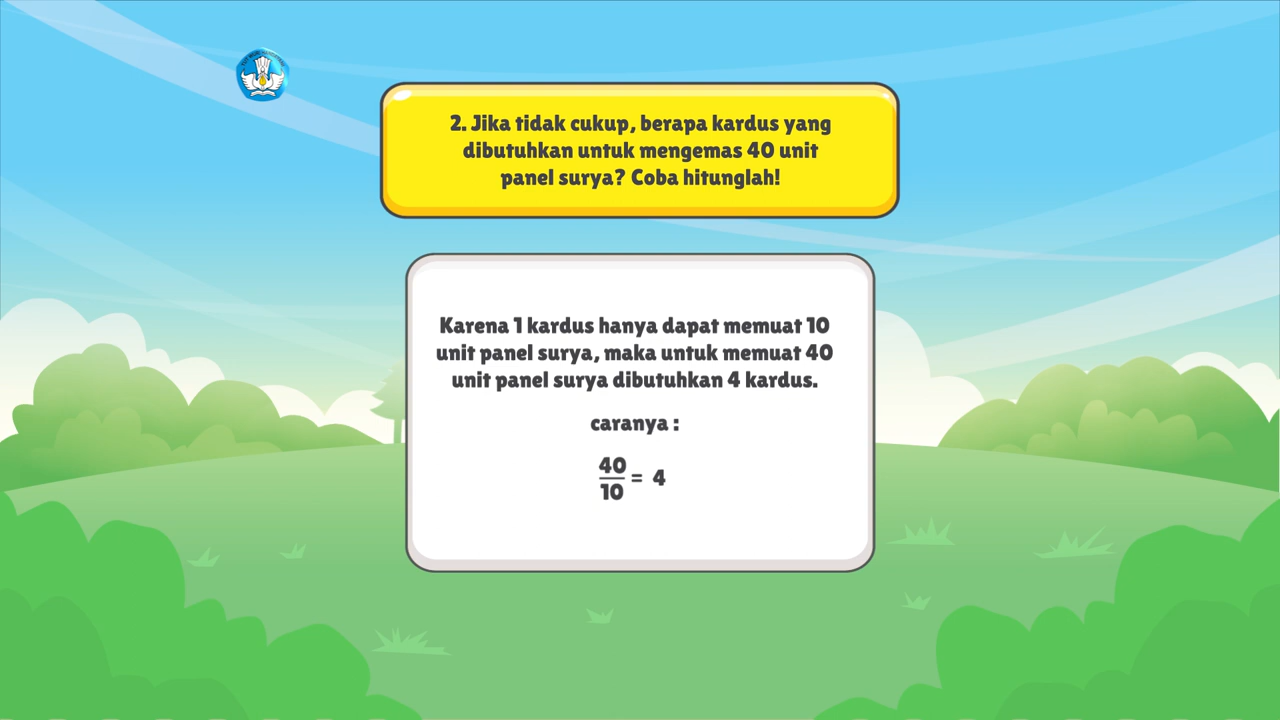 2. Jika tidak cukup, berapa kardus yang
dibutuhkan untuk mengemas 40 unit
panel surya? Coba hitunglah!
Karena 1 kardus hanya dapat memuat 10
unit panel surya, maka untuk memuat 40
unit panel surya dibutuhkan 4 kardus.
caranya :
40
10
= 4